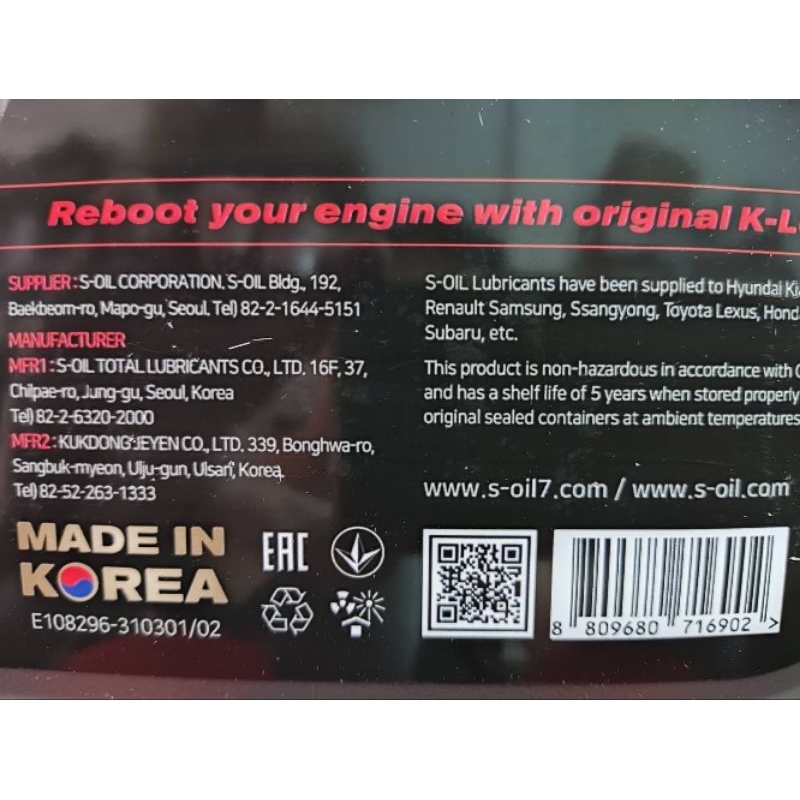 Reboot your engine with original K-L
SUPPLIER : S-OIL CORPORATION. S-OIL Bldg., 192,
Baekbeom-ro, Mapo-gu, Seoul. Tel) 82-2-1644-5151
MANUFACTURER
MFR1 : S-OIL TOTAL LUBRICANTS CO., LTD. 16F, 37,
Chilpae-ro, Jung-gu, Seoul, Korea
Tel) 82-2-6320-2000
MFR2 : KUKDONG JEYEN CO., LTD. 339, Bonghwa-ro,
Sangbuk-myeon, Ulju-gun, Ulsan, Korea
Tel) 82-52-263-1333
S-OIL Lubricants have been supplied to Hyundai Ki
Renault Samsung, Ssangyong, Toyota Lexus, Hond
Subaru, etc.
This product is non-hazardous in accordance with
and has a shelf life of 5 years when stored properly
original sealed containers at ambient temperatures
www.s-oil7.com / www.s-oil.com
MADE IN
KOREA
E108296-310301/02
EAC
8 809680 716902 >